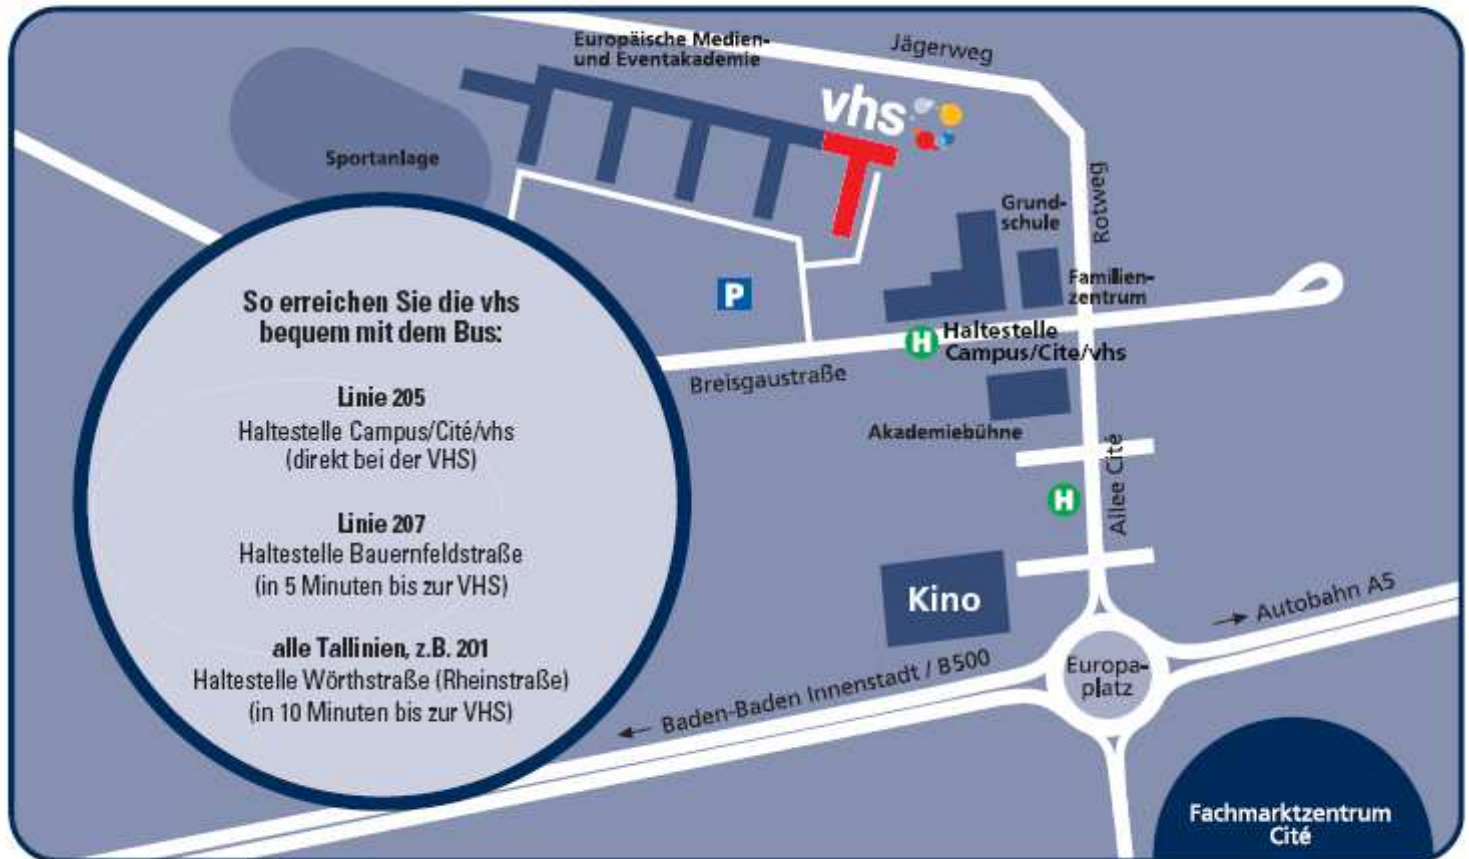 Europäische Medien-
und Eventakademie
Jägerweg
vhs
Sportanlage
Grund-
schule
Rotweg
Familien-
zentrum
P
H Haltestelle
Campus/Cite/vhs
Breisgaustraße
Akademiebühne
Allee Cité
H
Kino
→ Autobahn A5
Europa-
platz
← Baden-Baden Innenstadt / B500
Fachmarktzentrum
Cité
So erreichen Sie die vhs
bequem mit dem Bus:
Linie 205
Haltestelle Campus/Cité/vhs
(direkt bei der VHS)
Linie 207
Haltestelle Bauernfeldstraße
(in 5 Minuten bis zur VHS)
alle Tallinien, z.B. 201
Haltestelle Wörthstraße (Rheinstraße)
(in 10 Minuten bis zur VHS)